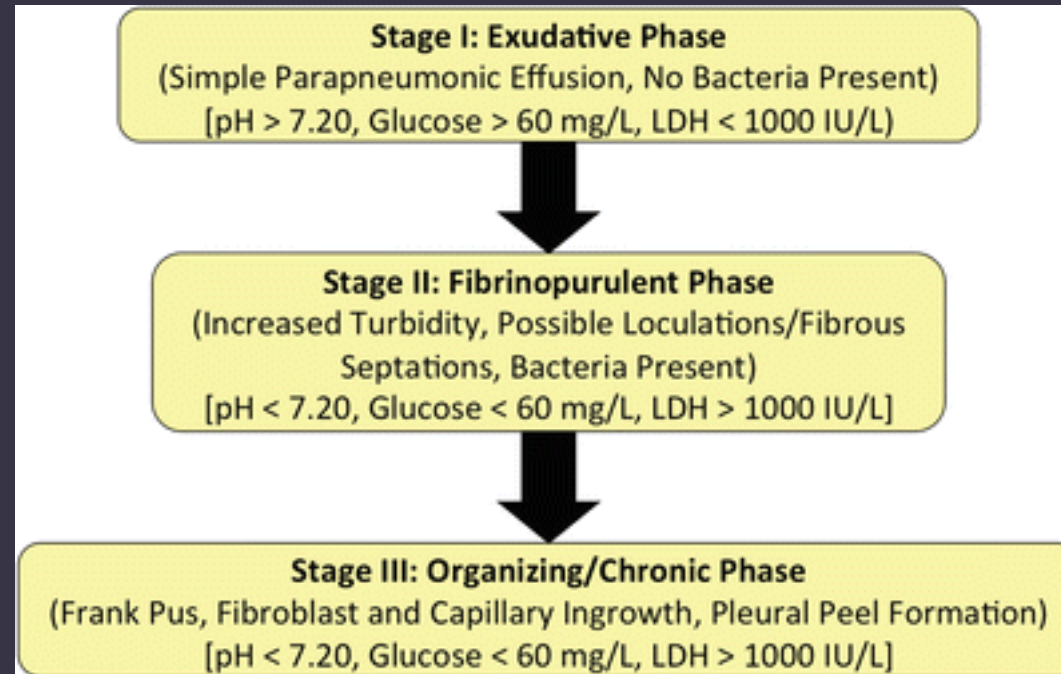 Stage I: Exudative Phase
(Simple Parapneumonic Effusion, No Bacteria Present)
[pH > 7.20, Glucose > 60 mg/L, LDH < 1000 IU/L)
Stage II: Fibrinopurulent Phase
(Increased Turbidity, Possible Loculations/Fibrous
Septations, Bacteria Present)
[pH < 7.20, Glucose < 60 mg/L, LDH > 1000 IU/L]
Stage III: Organizing/Chronic Phase
(Frank Pus, Fibroblast and Capillary Ingrowth, Pleural Peel Formation)
[pH < 7.20, Glucose < 60 mg/L, LDH > 1000 IU/L]